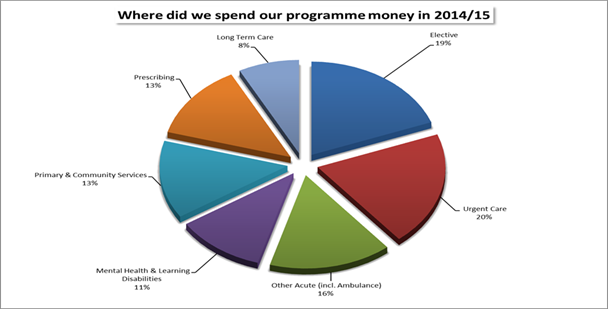 Where did we spend our programme money in 2014/15
Long Term Care
8%
Elective
19%
Prescribing
13%
Primary & Community Services
13%
Urgent Care
20%
Mental Health & Learning
Disabilities
11%
Other Acute (incl. Ambulance)
16%